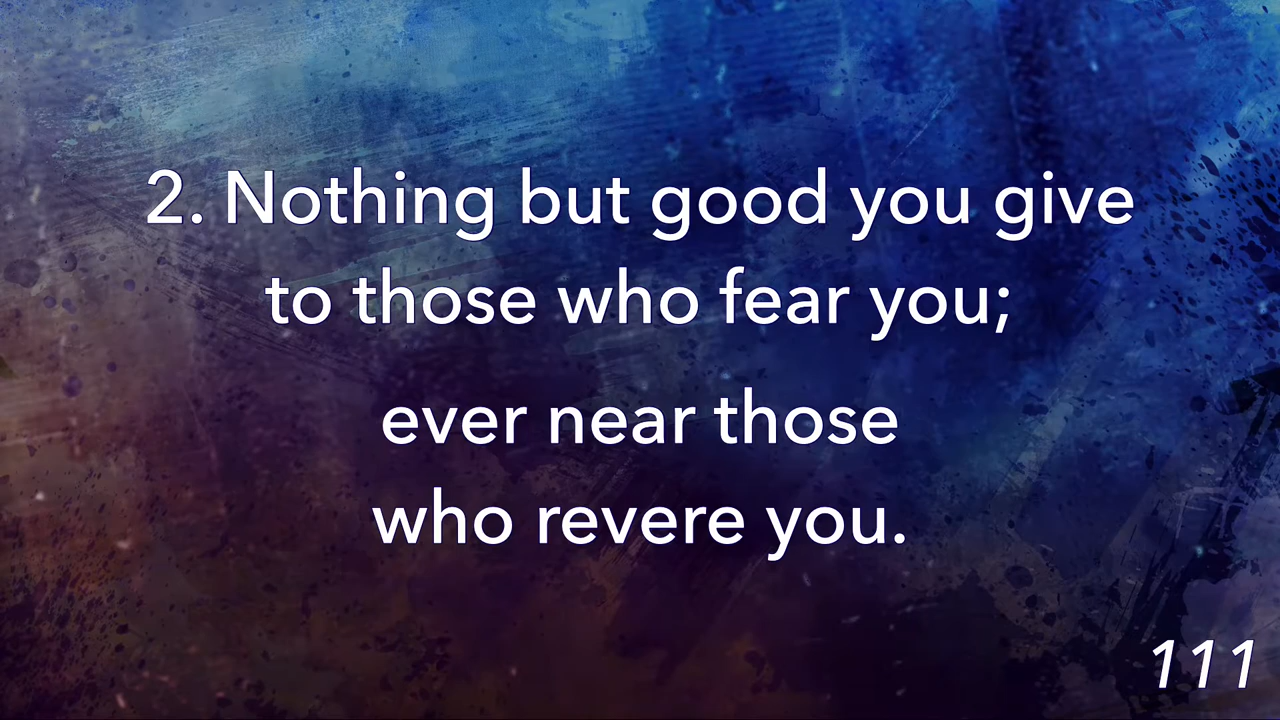 2. Nothing but good you give
to those who fear you;
ever near those
who revere you.
111